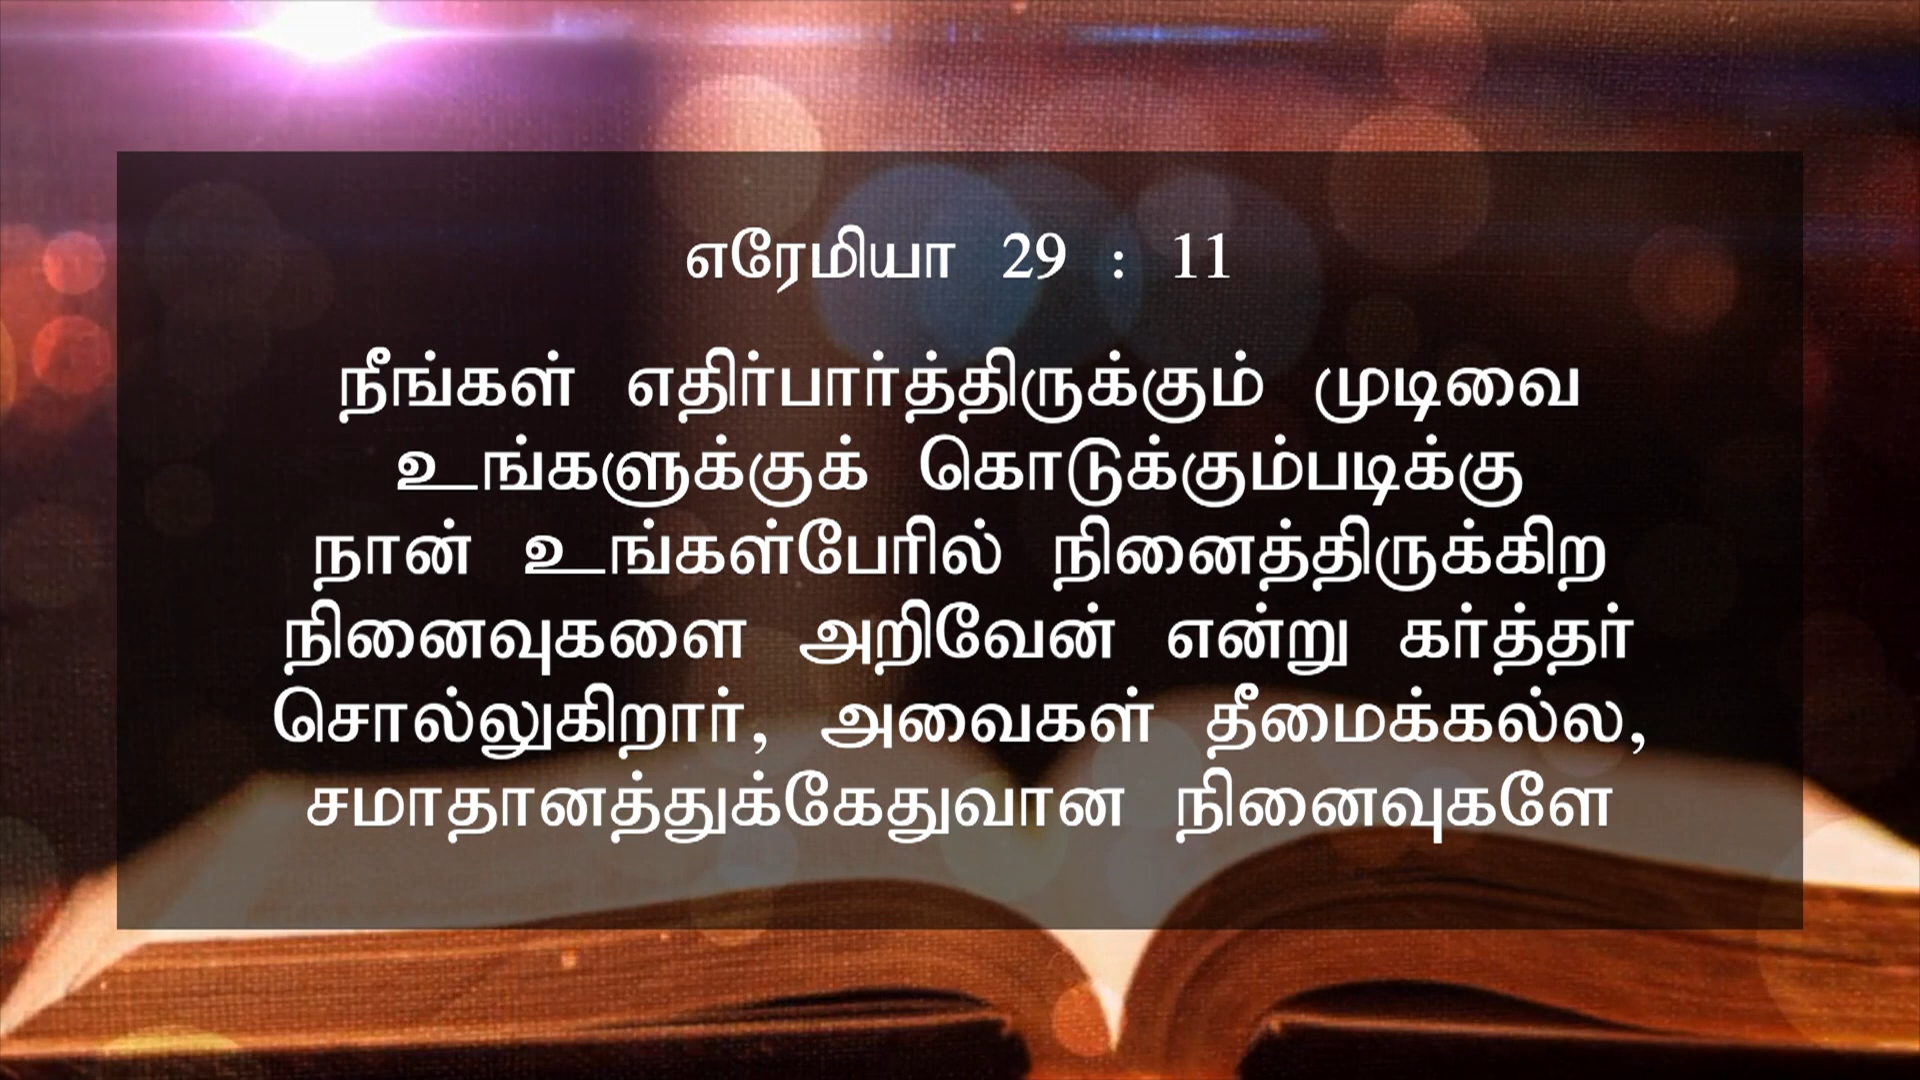 எரேமியா 29 : 11
நீங்கள் எதிர்பார்த்திருக்கும் முடிவை
உங்களுக்குக் கொடுக்கும்படிக்கு
நான் உங்கள்பேரில் நினைத்திருக்கிற
நினைவுகளை அறிவேன் என்று கர்த்தர்
சொல்லுகிறார், அவைகள் தீமைக்கல்ல,
சமாதானத்துக்கேதுவான நினைவுகளே